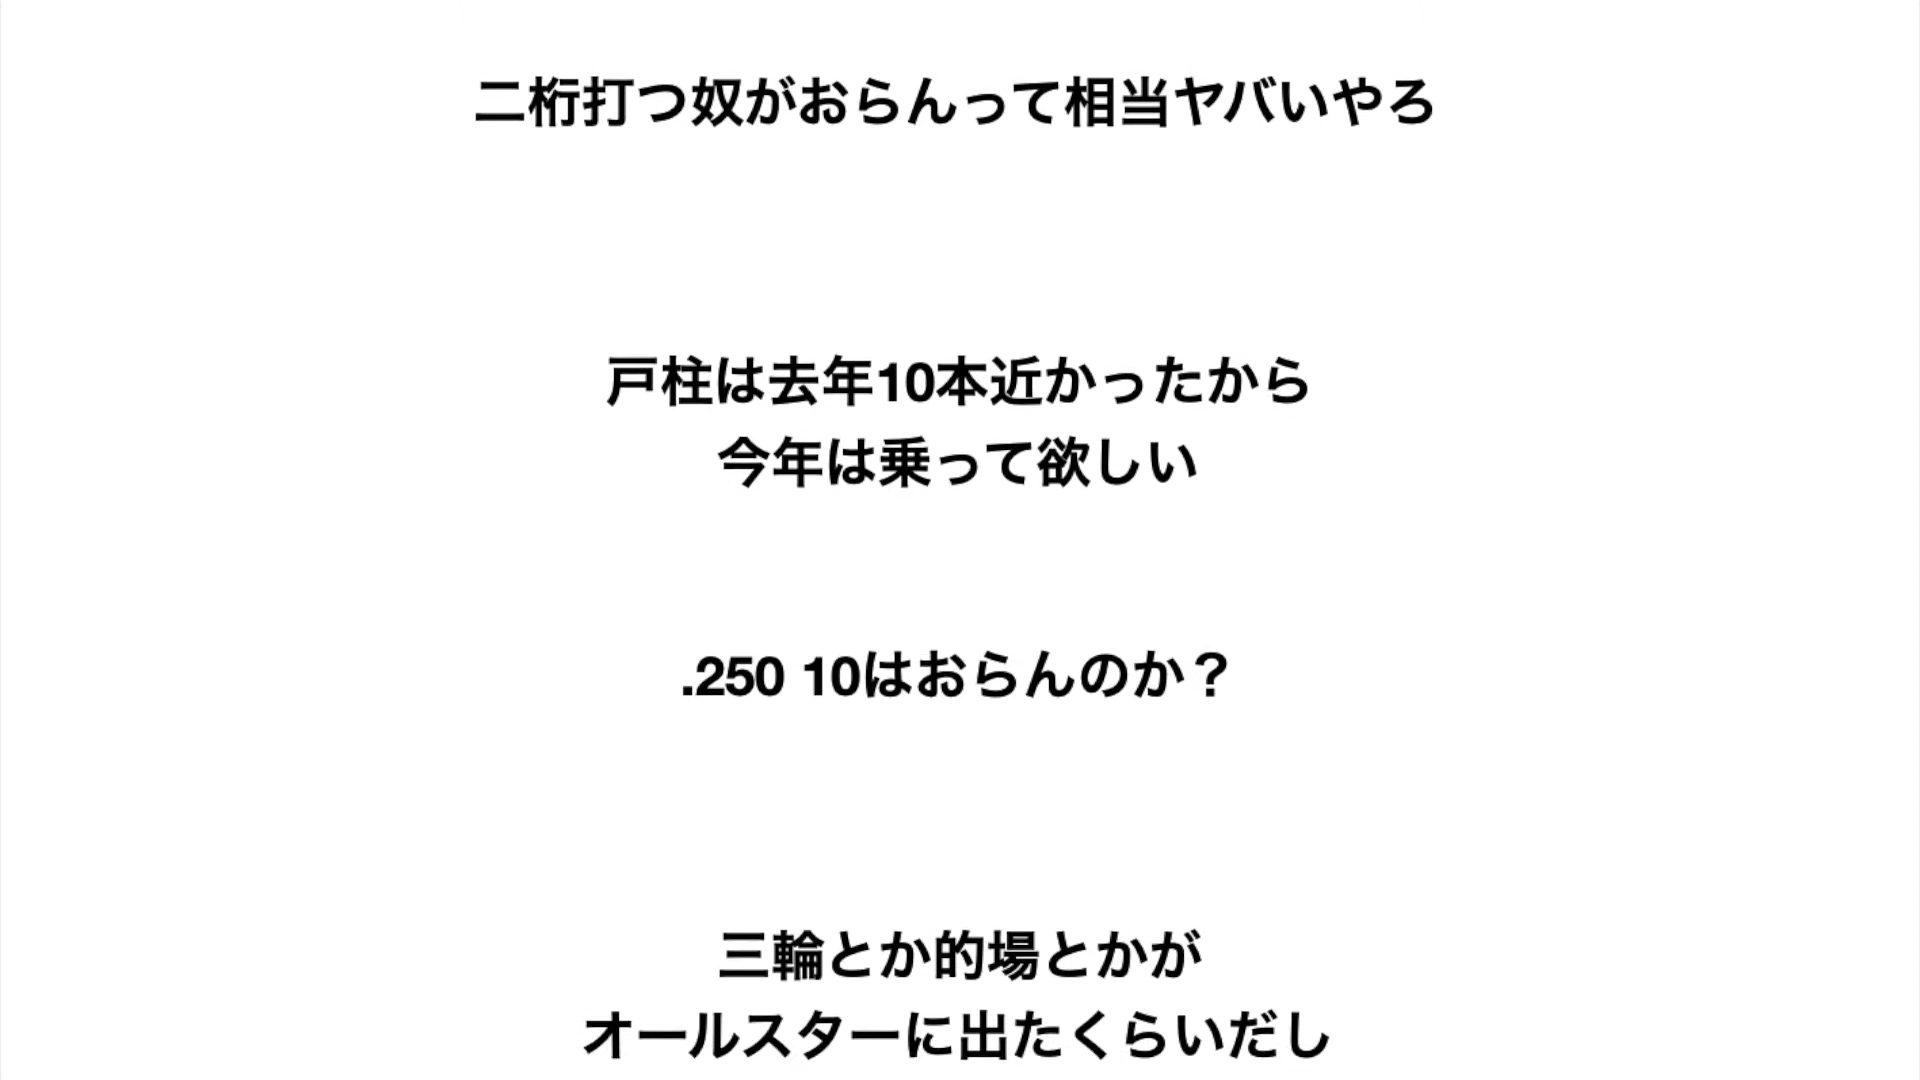 二桁打つ奴がおらんって相当ヤバいやろ
戸柱は去年10本近かったから
今年は乗って欲しい
.250 10はおらんのか？
三輪とか的場とかが
オールスターに出たくらいだし